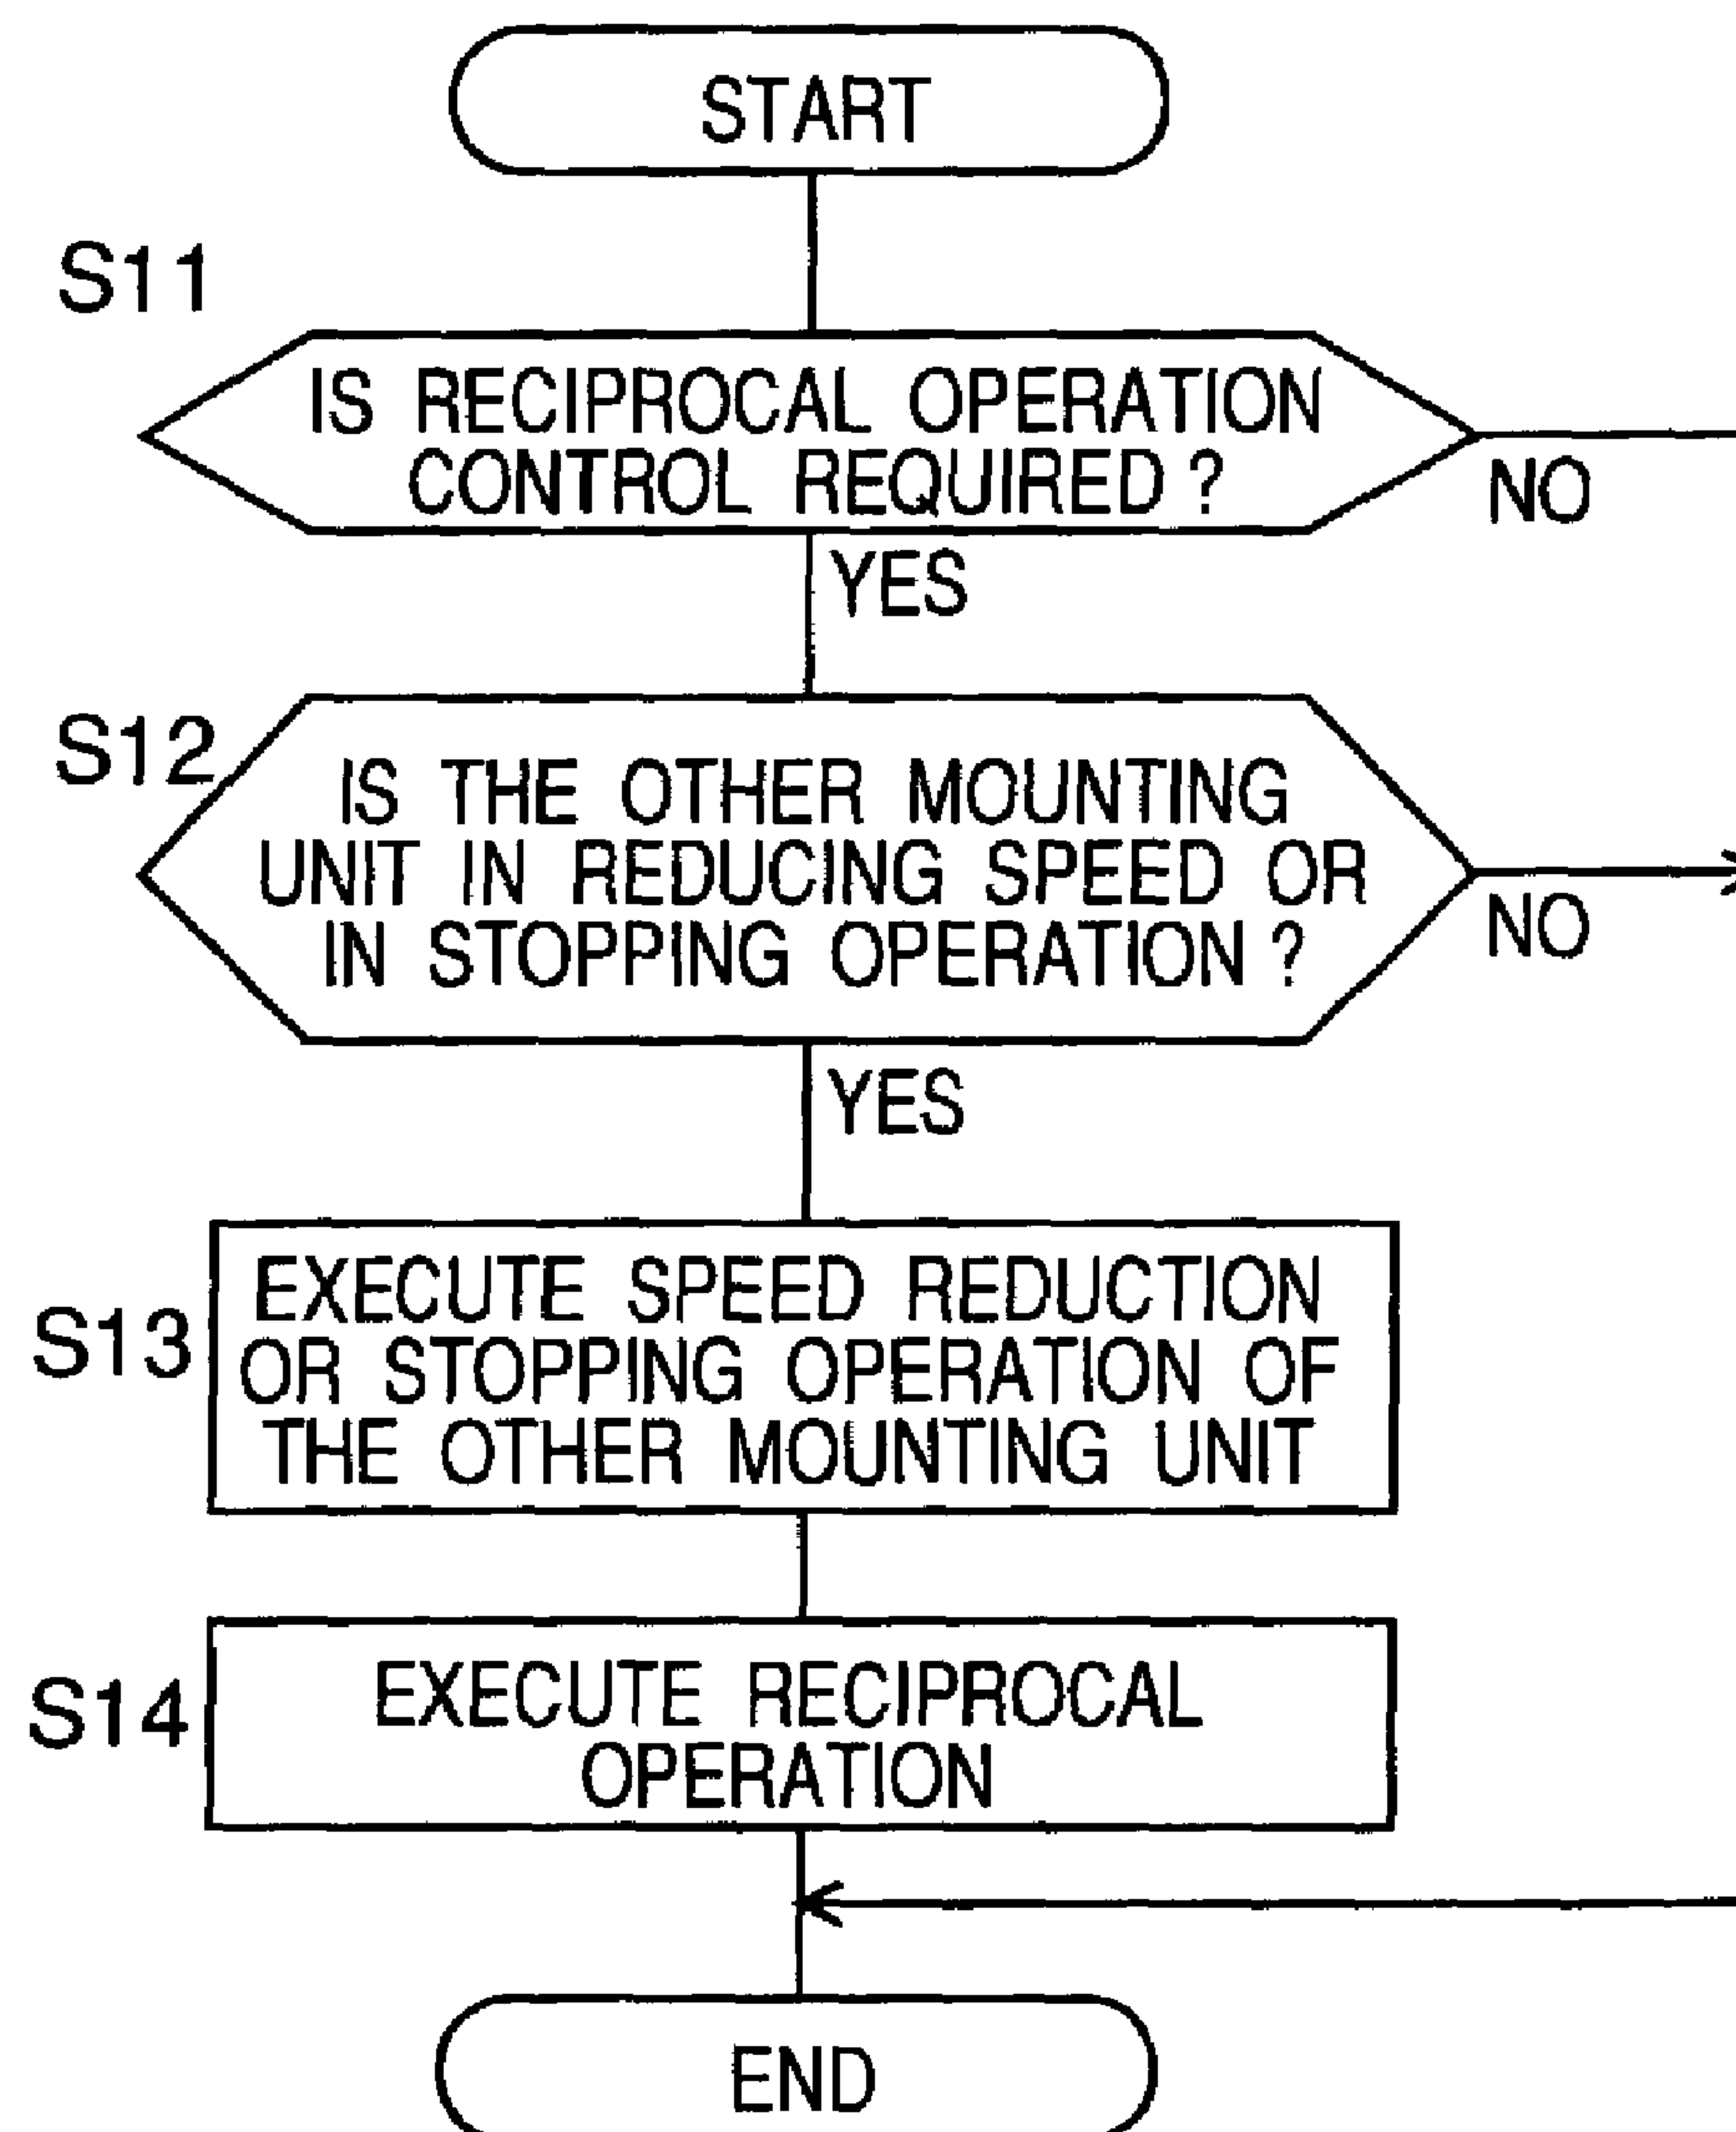 START
S11
IS RECIPROCAL OPERATION
CONTROL REQUIRED ?
NO
YES
S12
IS THE OTHER MOUNTING
UNIT IN REDUCING SPEED OR
IN STOPPING OPERATION ?
NO
YES
S13
EXECUTE SPEED REDUCTION
OR STOPPING OPERATION OF
THE OTHER MOUNTING UNIT
S14
EXECUTE RECIPROCAL
OPERATION
END